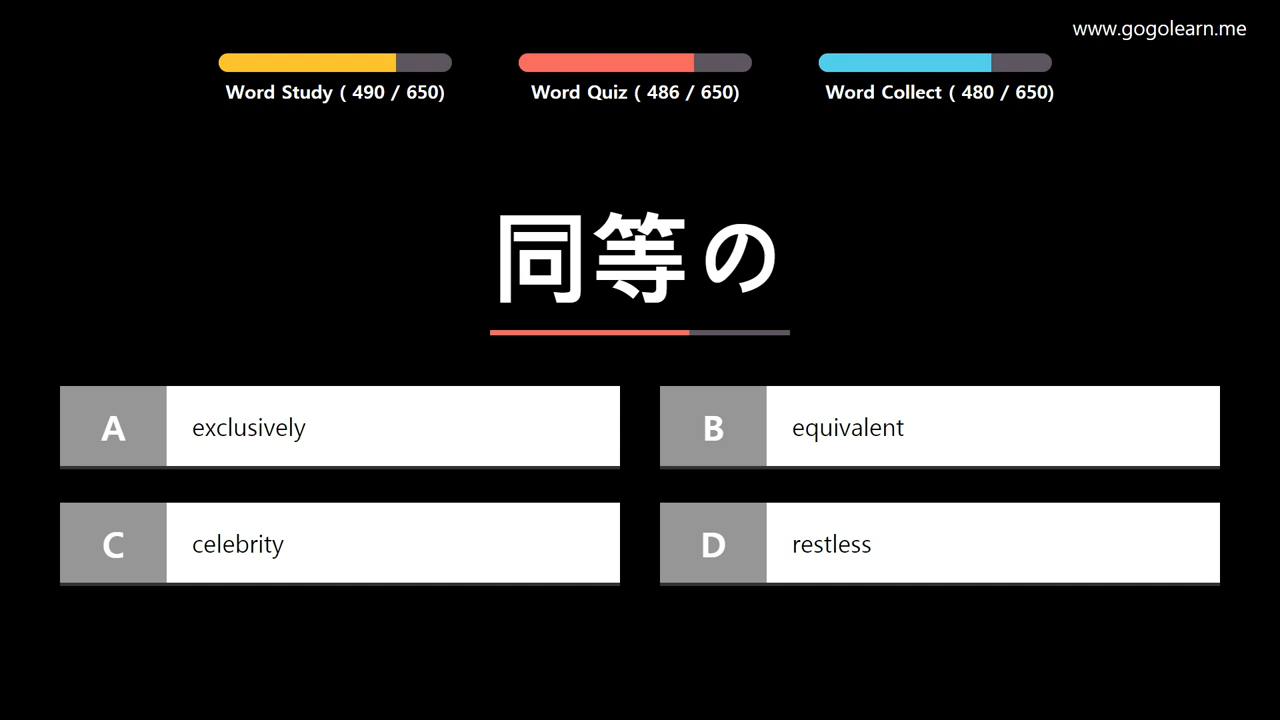 www.gogolearn.me
Word Study ( 490 / 650)
Word Quiz ( 486 / 650)
Word Collect ( 480 / 650)
同等の
A exclusively
B equivalent
C celebrity
D restless